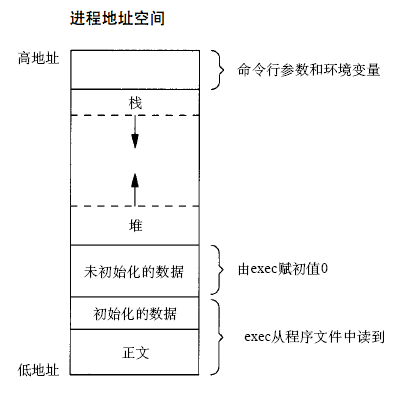 进程地址空间
高地址
命令行参数和环境变量
栈
堆
未初始化的数据
由exec赋初值0
初始化的数据
exec从程序文件中读到
正文
低地址